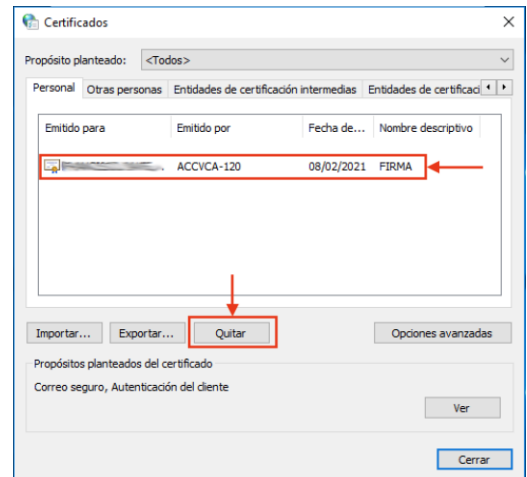 Certificados
Propósito planteado: <Todos>
Personal Otras personas Entidades de certificación intermedias Entidades de certificaci
Emitido para Emitido por Fecha de... Nombre descriptivo
ACCVCA-120 08/02/2021 FIRMA
Importar... Exportar... Quitar Opciones avanzadas
Propósitos planteados del certificado
Correo seguro, Autenticación del cliente
Ver
Cerrar